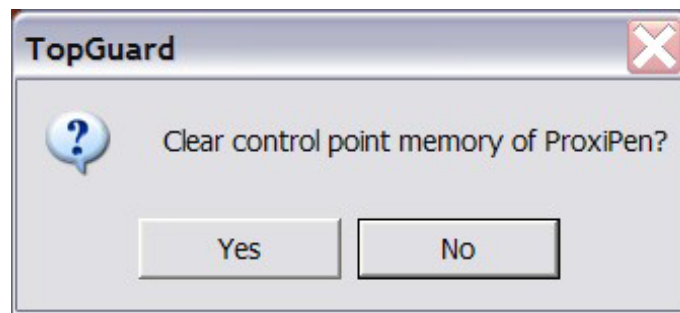 TopGuard
Clear control point memory of ProxiPen?
Yes No